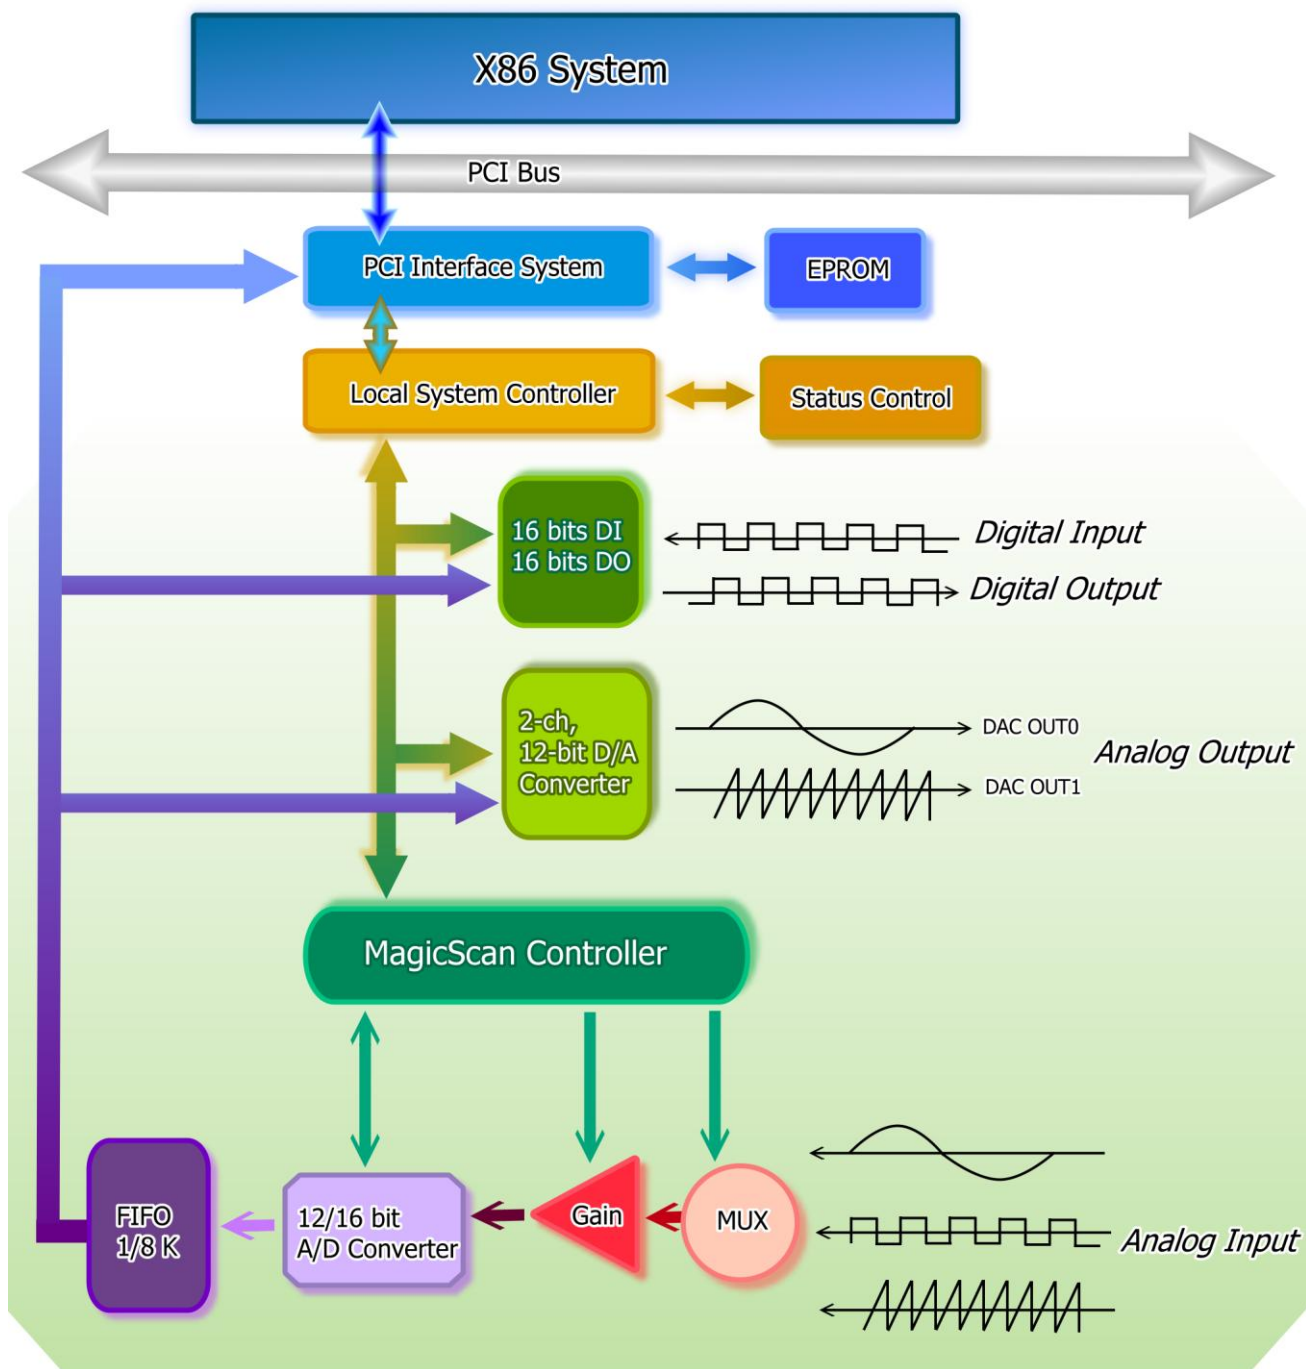 X86 System
PCI Bus
PCI Interface System
EPROM
Local System Controller
Status Control
16 bits DI
16 bits DO
Digital Input
Digital Output
2-ch,
12-bit D/A
Converter
DAC OUT0
Analog Output
DAC OUT1
MagicScan Controller
FIFO
1/8 K
12/16 bit
A/D Converter
Gain
MUX
Analog Input